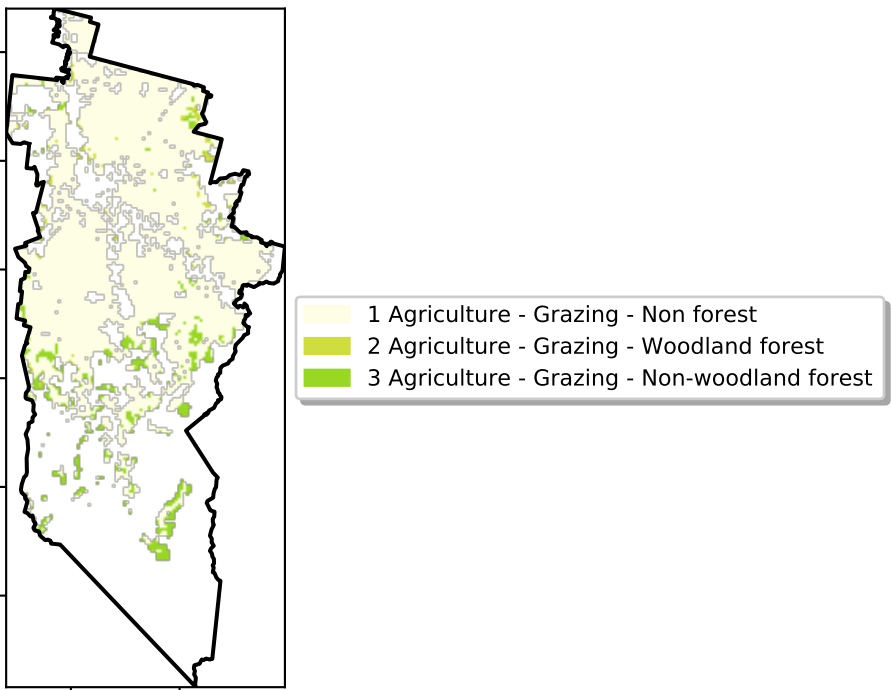 1 Agriculture - Grazing - Non forest
2 Agriculture - Grazing - Woodland forest
3 Agriculture - Grazing - Non-woodland forest